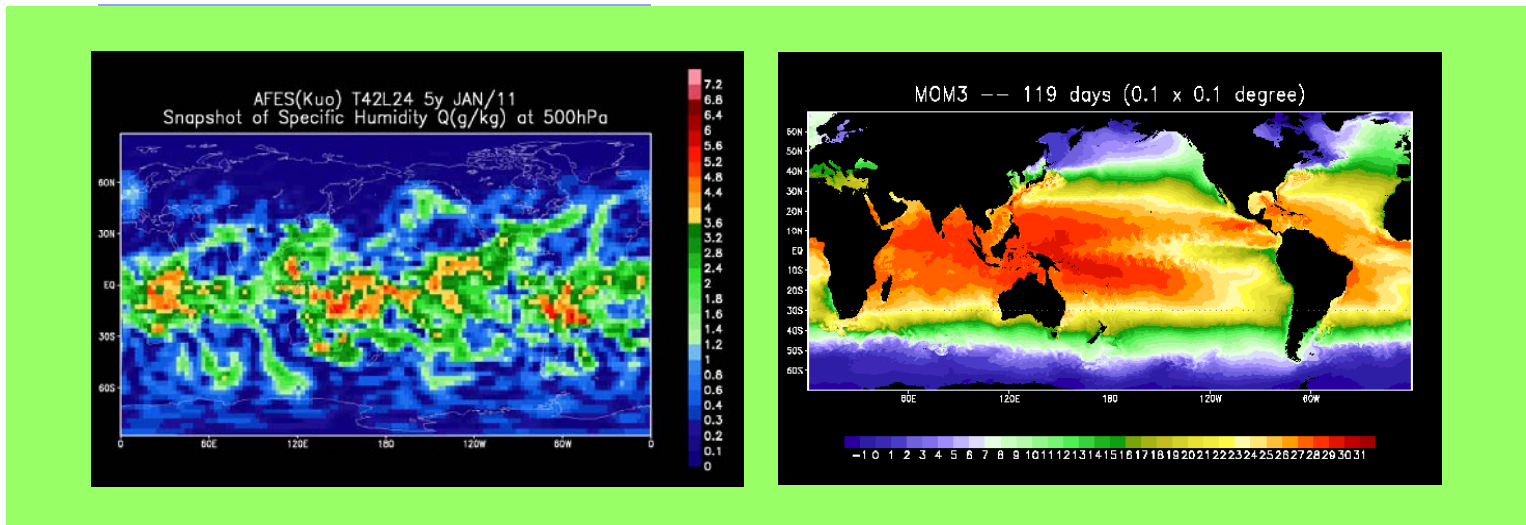 AFES(Kuo) T42L24 5y JAN/11
Snapshot of Specific Humidity Q(g/kg) at 500hPa
60N
30N
EQ
30S
60S
0 60E 120E 180 120W 60W 0
7.2
6.8
6.4
6
5.6
5.2
4.8
4.4
4
3.6
3.2
2.8
2.4
2
1.8
1.6
1.4
1.2
1
0.8
0.6
0.4
0.3
0.2
0.1
0
MOM3 -- 119 days (0.1 x 0.1 degree)
60N
50N
40N
30N
20N
10N
EQ
10S
20S
30S
40S
50S
60S
60E 120E 180 120W 60W
-1 0 1 2 3 4 5 6 7 8 9 10 11 12 13 14 15 16 17 18 19 20 21 22 23 24 25 26 27 28 29 30 31